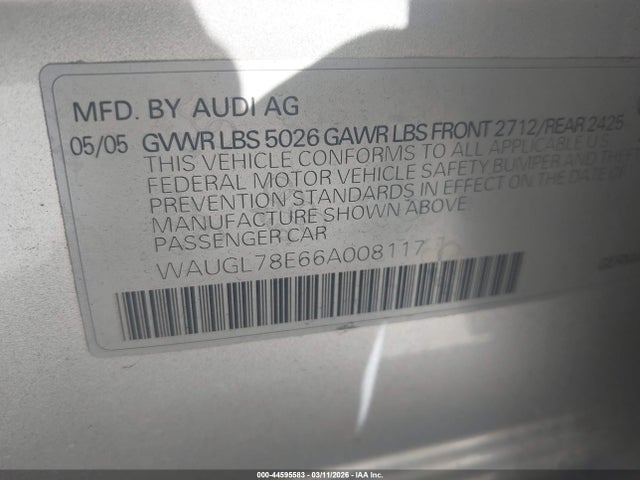 MFD. BY AUDI AG
05/05 GVWR LBS 5026 GAWR LBS FRONT 2712/REAR 2425
THIS VEHICLE CONFORMS TO ALL APPLICABLE U.S.
FEDERAL MOTOR VEHICLE SAFETY BUMPER AND THEFT
PREVENTION STANDARDS IN EFFECT ON THE DATE OF
MANUFACTURE SHOWN ABOVE.
PASSENGER CAR
WAUGL78E66A008117
000-44595583 - 03/11/2026 - IAA Inc.